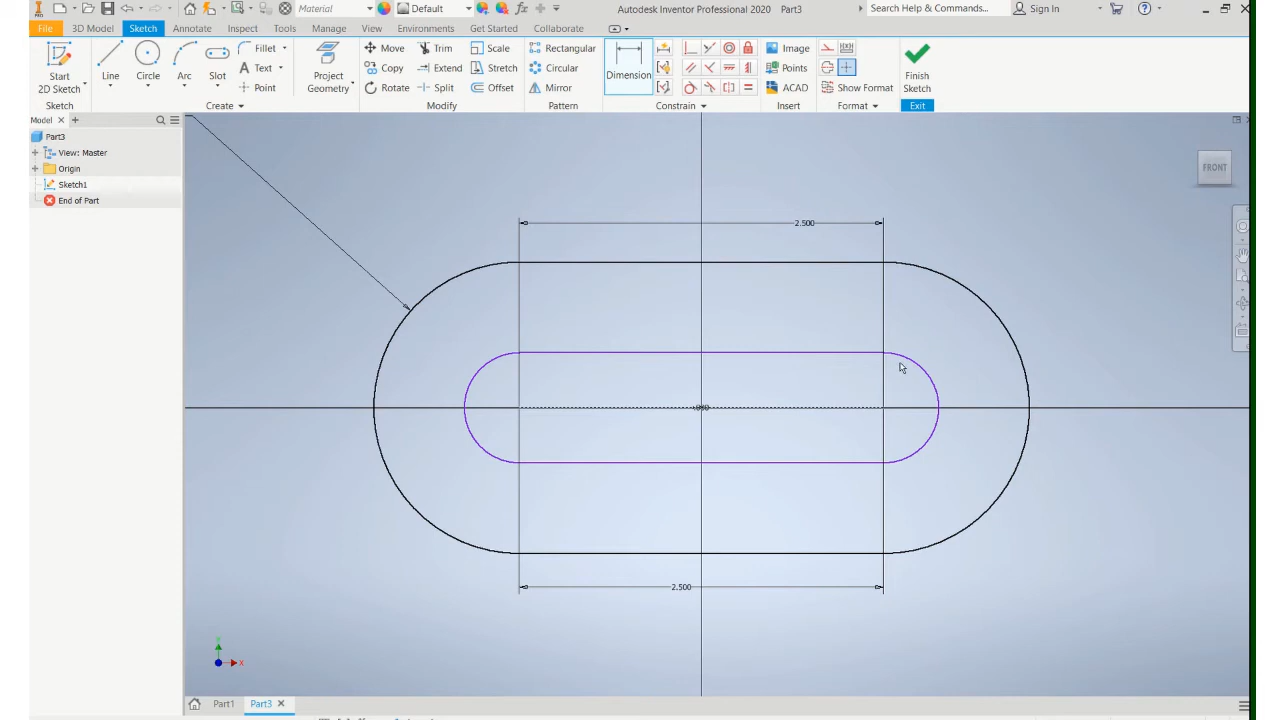 PRO
Material
Default
fx
Autodesk Inventor Professional 2020
Part3
Search Help & Commands...
Sign In
File
3D Model
Sketch
Annotate
Inspect
Tools
Manage
View
Environments
Get Started
Collaborate
Start
2D Sketch
Line
Circle
Arc
Slot
Fillet
Text
Point
Project
Geometry
Move
Copy
Rotate
Trim
Extend
Split
Scale
Stretch
Offset
Rectangular
Circular
Mirror
Dimension
Image
Points
ACAD
Show Format
Finish
Sketch
Sketch
Create
Modify
Pattern
Constrain
Insert
Format
Exit
Model
+
Part3
View: Master
Origin
Sketch1
End of Part
FRONT
2.500
2.500
Y
X
Part1
Part3